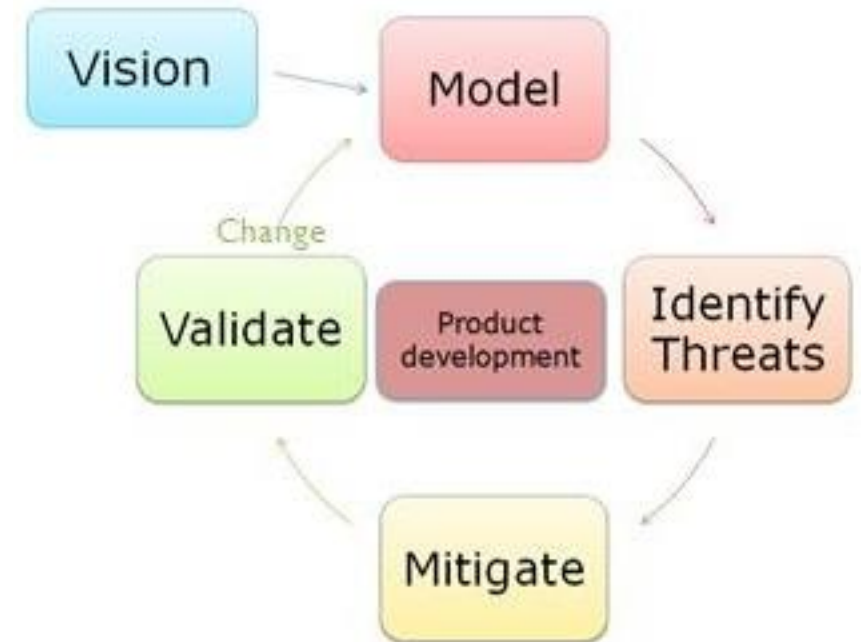 Vision
Model
Change
Validate
Product
development
Identify
Threats
Mitigate